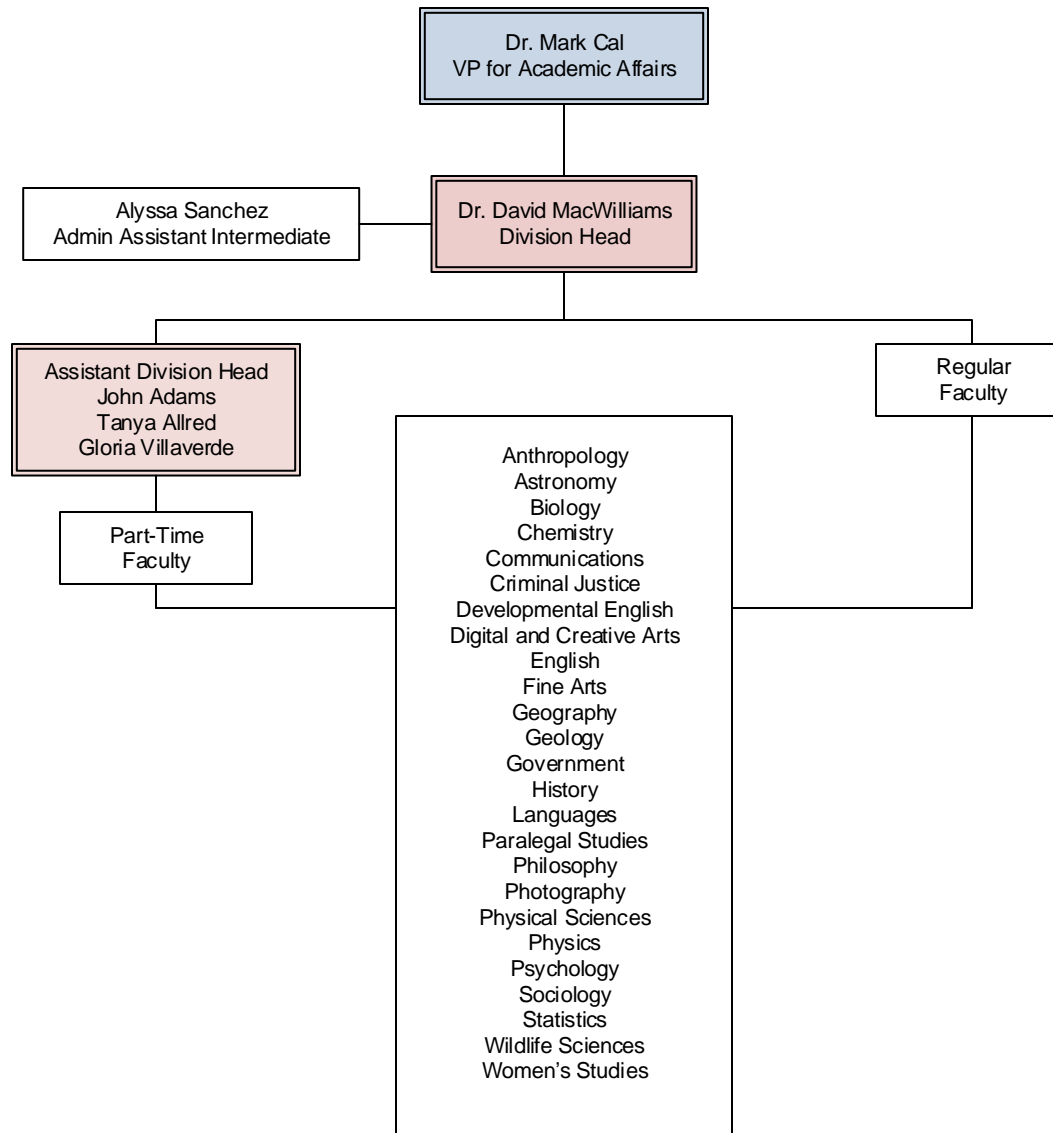 Dr. Mark Cal
VP for Academic Affairs
Alyssa Sanchez
Admin Assistant Intermediate
Dr. David MacWilliams
Division Head
Assistant Division Head
John Adams
Tanya Allred
Gloria Villaverde
Regular
Faculty
Part-Time
Faculty
Anthropology
Astronomy
Biology
Chemistry
Communications
Criminal Justice
Developmental English
Digital and Creative Arts
English
Fine Arts
Geography
Geology
Government
History
Languages
Paralegal Studies
Philosophy
Photography
Physical Sciences
Physics
Psychology
Sociology
Statistics
Wildlife Sciences
Women's Studies